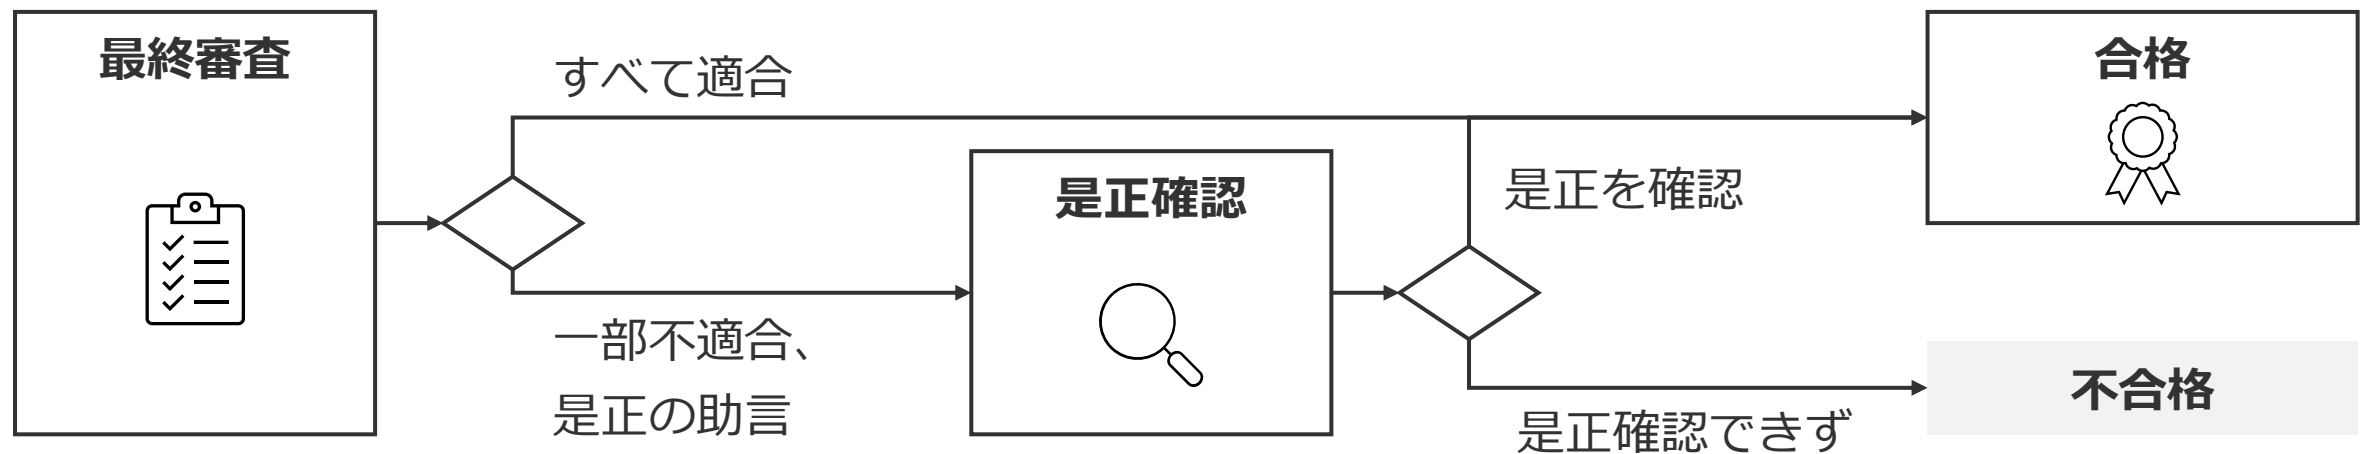 最終審査
すべて適合
一部不適合、
是正の助言
是正確認
是正を確認
是正確認できず
合格
不合格